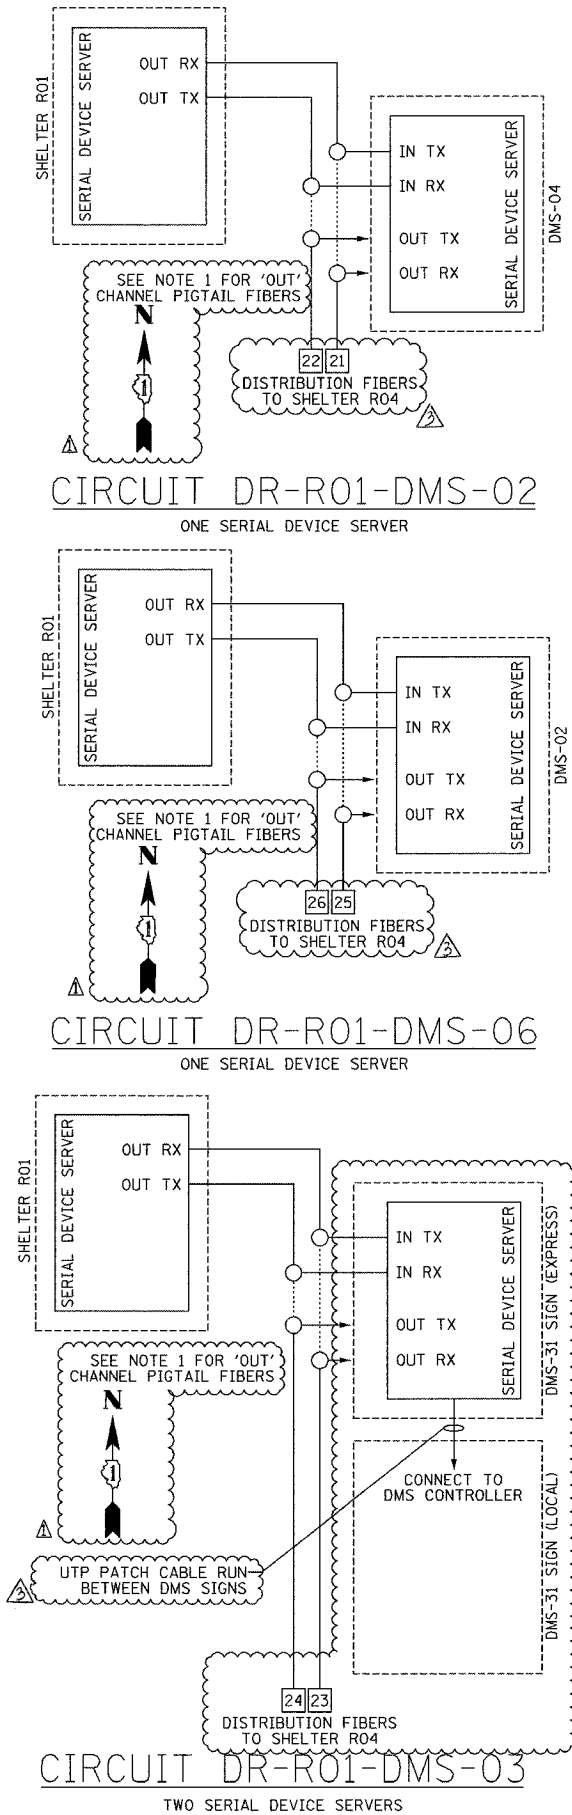 SHELTER R01
SERIAL DEVICE SERVER
OUT RX
OUT TX
IN TX
IN RX
OUT TX
OUT RX
SERIAL DEVICE SERVER
DMS-04
SEE NOTE 1 FOR 'OUT'
CHANNEL PIGTAIL FIBERS
N
1
1
22 21
DISTRIBUTION FIBERS
TO SHELTER R04
3
CIRCUIT DR-R01-DMS-02
ONE SERIAL DEVICE SERVER
SHELTER R01
SERIAL DEVICE SERVER
OUT RX
OUT TX
IN TX
IN RX
OUT TX
OUT RX
SERIAL DEVICE SERVER
DMS-02
SEE NOTE 1 FOR 'OUT'
CHANNEL PIGTAIL FIBERS
N
1
1
26 25
DISTRIBUTION FIBERS
TO SHELTER R04
3
CIRCUIT DR-R01-DMS-06
ONE SERIAL DEVICE SERVER
SHELTER R01
SERIAL DEVICE SERVER
OUT RX
OUT TX
IN TX
IN RX
OUT TX
OUT RX
SERIAL DEVICE SERVER
DMS-31 SIGN (EXPRESS)
SEE NOTE 1 FOR 'OUT'
CHANNEL PIGTAIL FIBERS
N
1
1
CONNECT TO
DMS CONTROLLER
DMS-31 SIGN (LOCAL)
UTP PATCH CABLE RUN
BETWEEN DMS SIGNS
3
24 23
DISTRIBUTION FIBERS
TO SHELTER R04
CIRCUIT DR-R01-DMS-03
TWO SERIAL DEVICE SERVERS